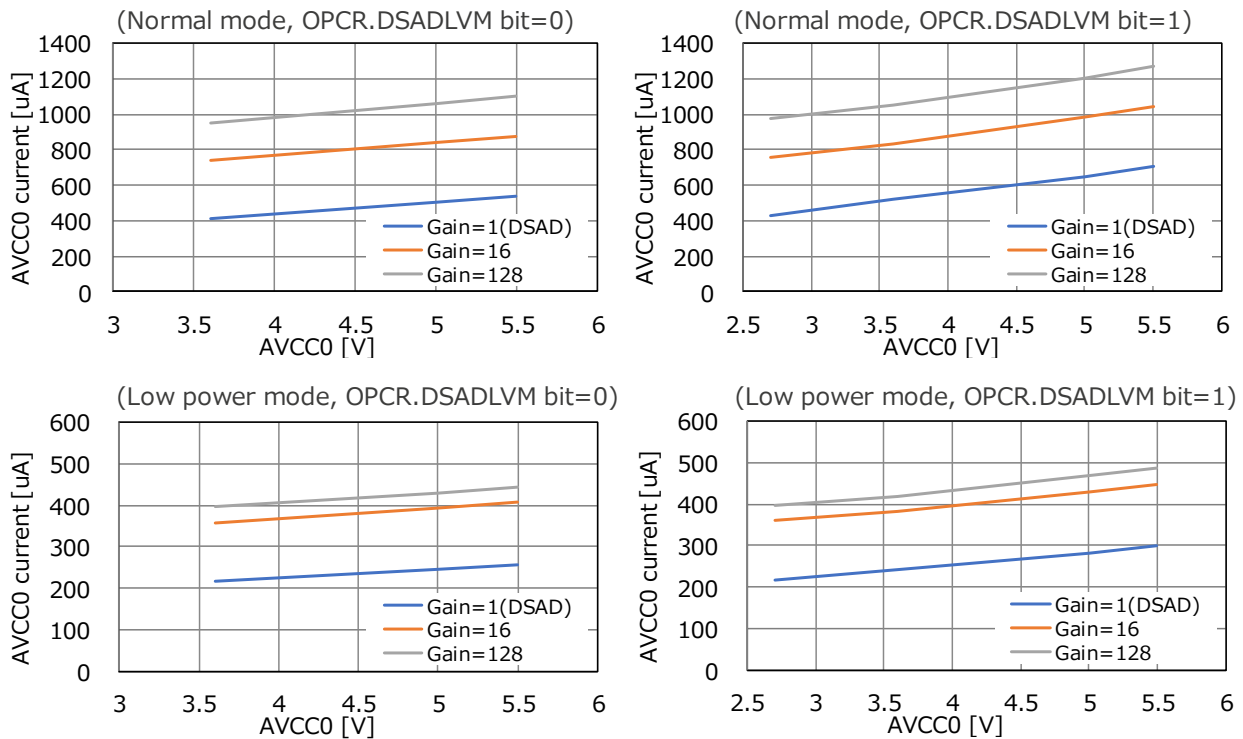 (Normal mode, OPCR.DSADLVM bit=0)
AVCC0 current [uA]
1400
1200
1000
800
600
400
200
0
Gain=1(DSAD)
Gain=16
Gain=128
3 3.5 4 4.5 5 5.5 6
AVCC0 [V]
(Normal mode, OPCR.DSADLVM bit=1)
AVCC0 current [uA]
1400
1200
1000
800
600
400
200
0
Gain=1(DSAD)
Gain=16
Gain=128
2.5 3 3.5 4 4.5 5 5.5 6
AVCC0 [V]
(Low power mode, OPCR.DSADLVM bit=0)
AVCC0 current [uA]
600
500
400
300
200
100
0
Gain=1(DSAD)
Gain=16
Gain=128
3 3.5 4 4.5 5 5.5 6
AVCC0 [V]
(Low power mode, OPCR.DSADLVM bit=1)
AVCC0 current [uA]
600
500
400
300
200
100
0
Gain=1(DSAD)
Gain=16
Gain=128
2.5 3 3.5 4 4.5 5 5.5 6
AVCC0 [V]